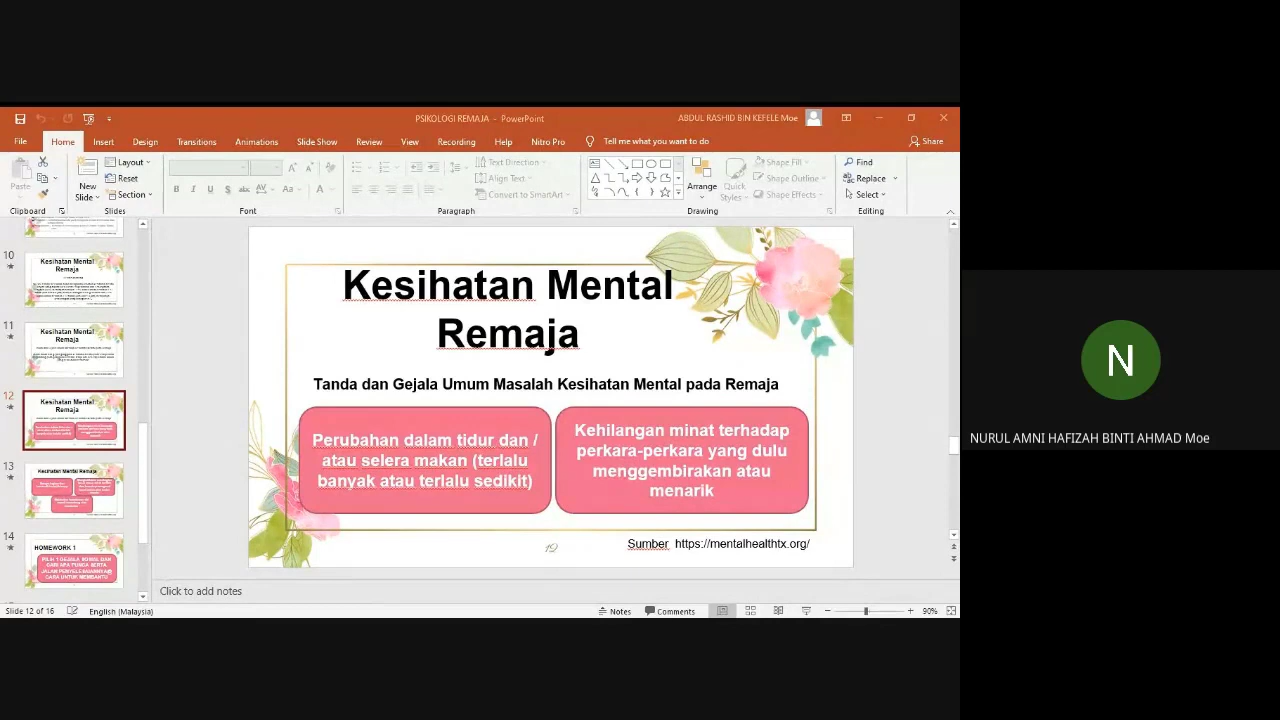 PSIKOLOGI REMAJA - PowerPoint
ABDUL RASHID BIN KEFELE Moe
File Home Insert Design Transitions Animations Slide Show Review View Recording Help Nitro Pro Tell me what you want to do Share
Paste
New
Slide
Layout
Reset
Section
B I U S abc AV Aa A
Text Direction
Align Text
Convert to SmartArt
Arrange
Quick
Styles
Shape Fill
Shape Outline
Shape Effects
Find
Replace
Select
Clipboard Slides Font Paragraph Drawing Editing
10
Kesihatan Mental
Remaja
11
Kesihatan Mental
Remaja
12
Kesihatan Mental
Remaja
13
Kesihatan Mental Remaja
14
HOMEWORK 1
Kesihatan Mental
Remaja
Tanda dan Gejala Umum Masalah Kesihatan Mental pada Remaja
Perubahan dalam tidur dan /
atau selera makan (terlalu
banyak atau terlalu sedikit)
Kehilangan minat terhadap
perkara-perkara yang dulu
menggembirakan atau
menarik
12
Sumber https://mentalhealthtx.org/
Click to add notes
Slide 12 of 16 English (Malaysia) Notes Comments 90%
N
NURUL AMNI HAFIZAH BINTI AHMAD Moe